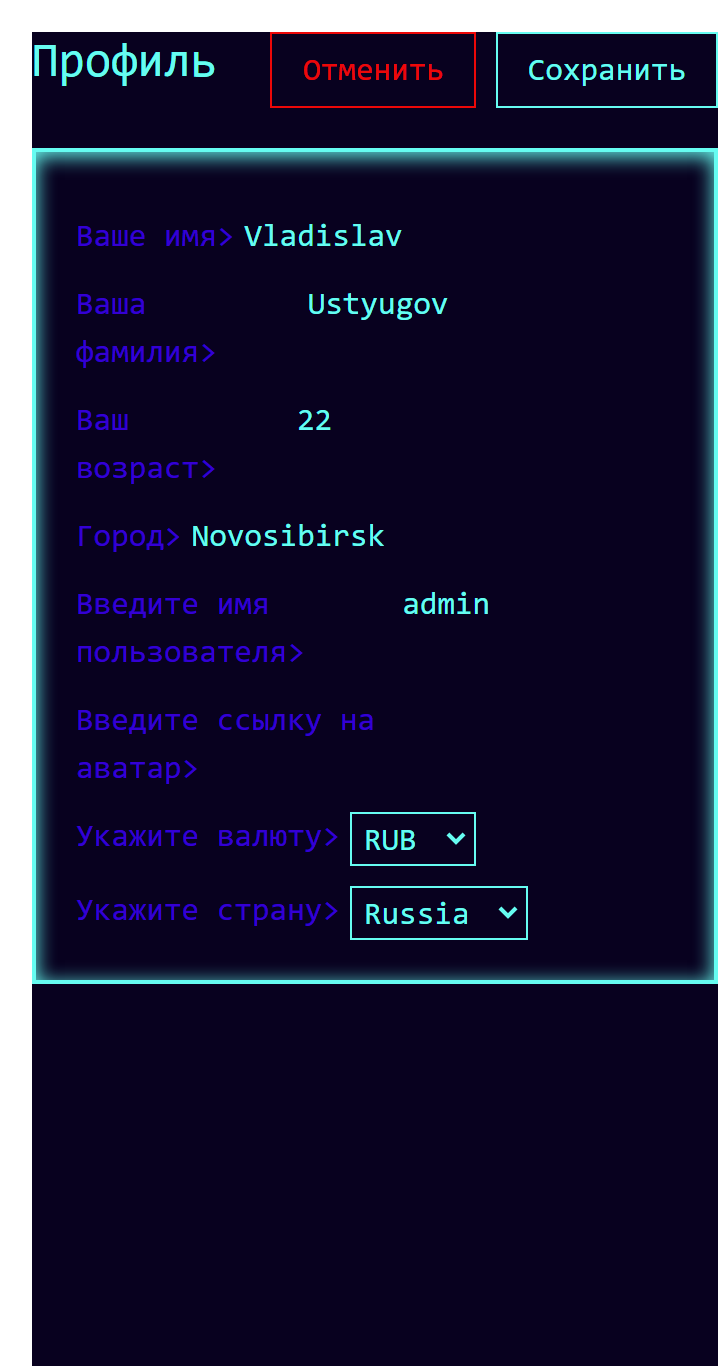 Профиль Отменить Сохранить
Ваше имя> Vladislav
Ваша Ustyugov
фамилия>
Ваш 22
возраст>
Город> Novosibirsk
Введите имя admin
пользователя>
Введите ссылку на
аватар>
Укажите валюту> RUB
Укажите страну> Russia